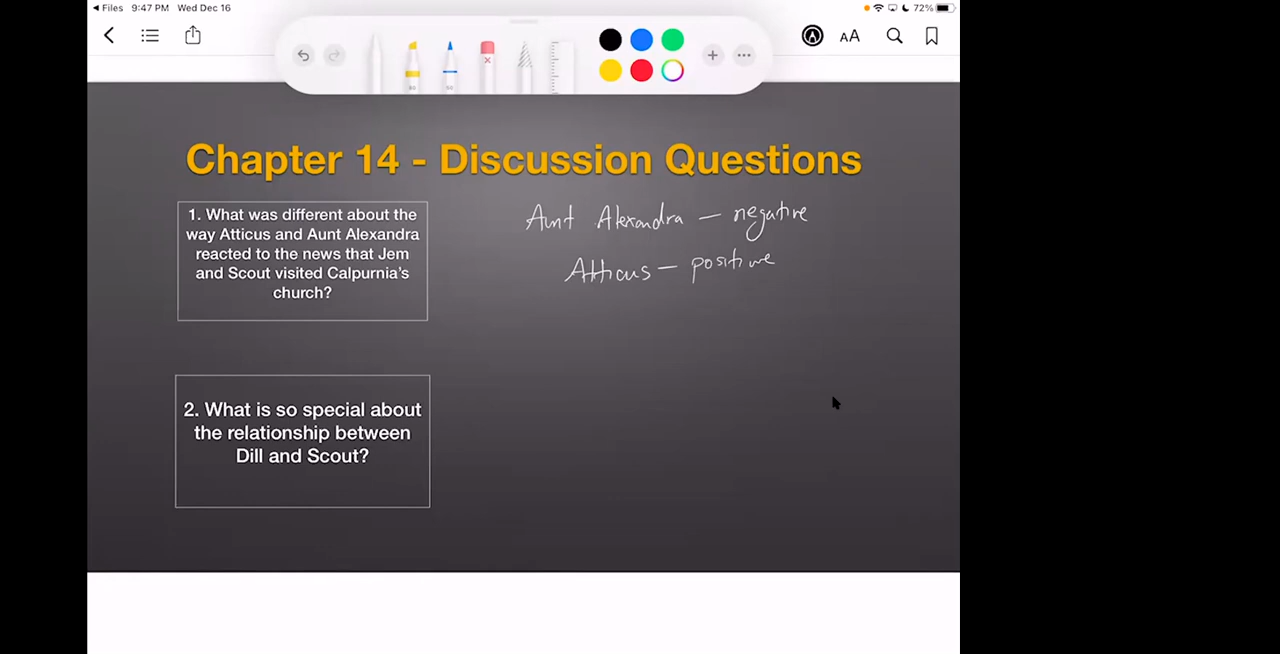 Files 9:47 PM Wed Dec 16
72%
AA
Chapter 14 - Discussion Questions
1. What was different about the
way Atticus and Aunt Alexandra
reacted to the news that Jem
and Scout visited Calpurnia's
church?
Aunt Alexandra — negative
Atticus — positive
2. What is so special about
the relationship between
Dill and Scout?